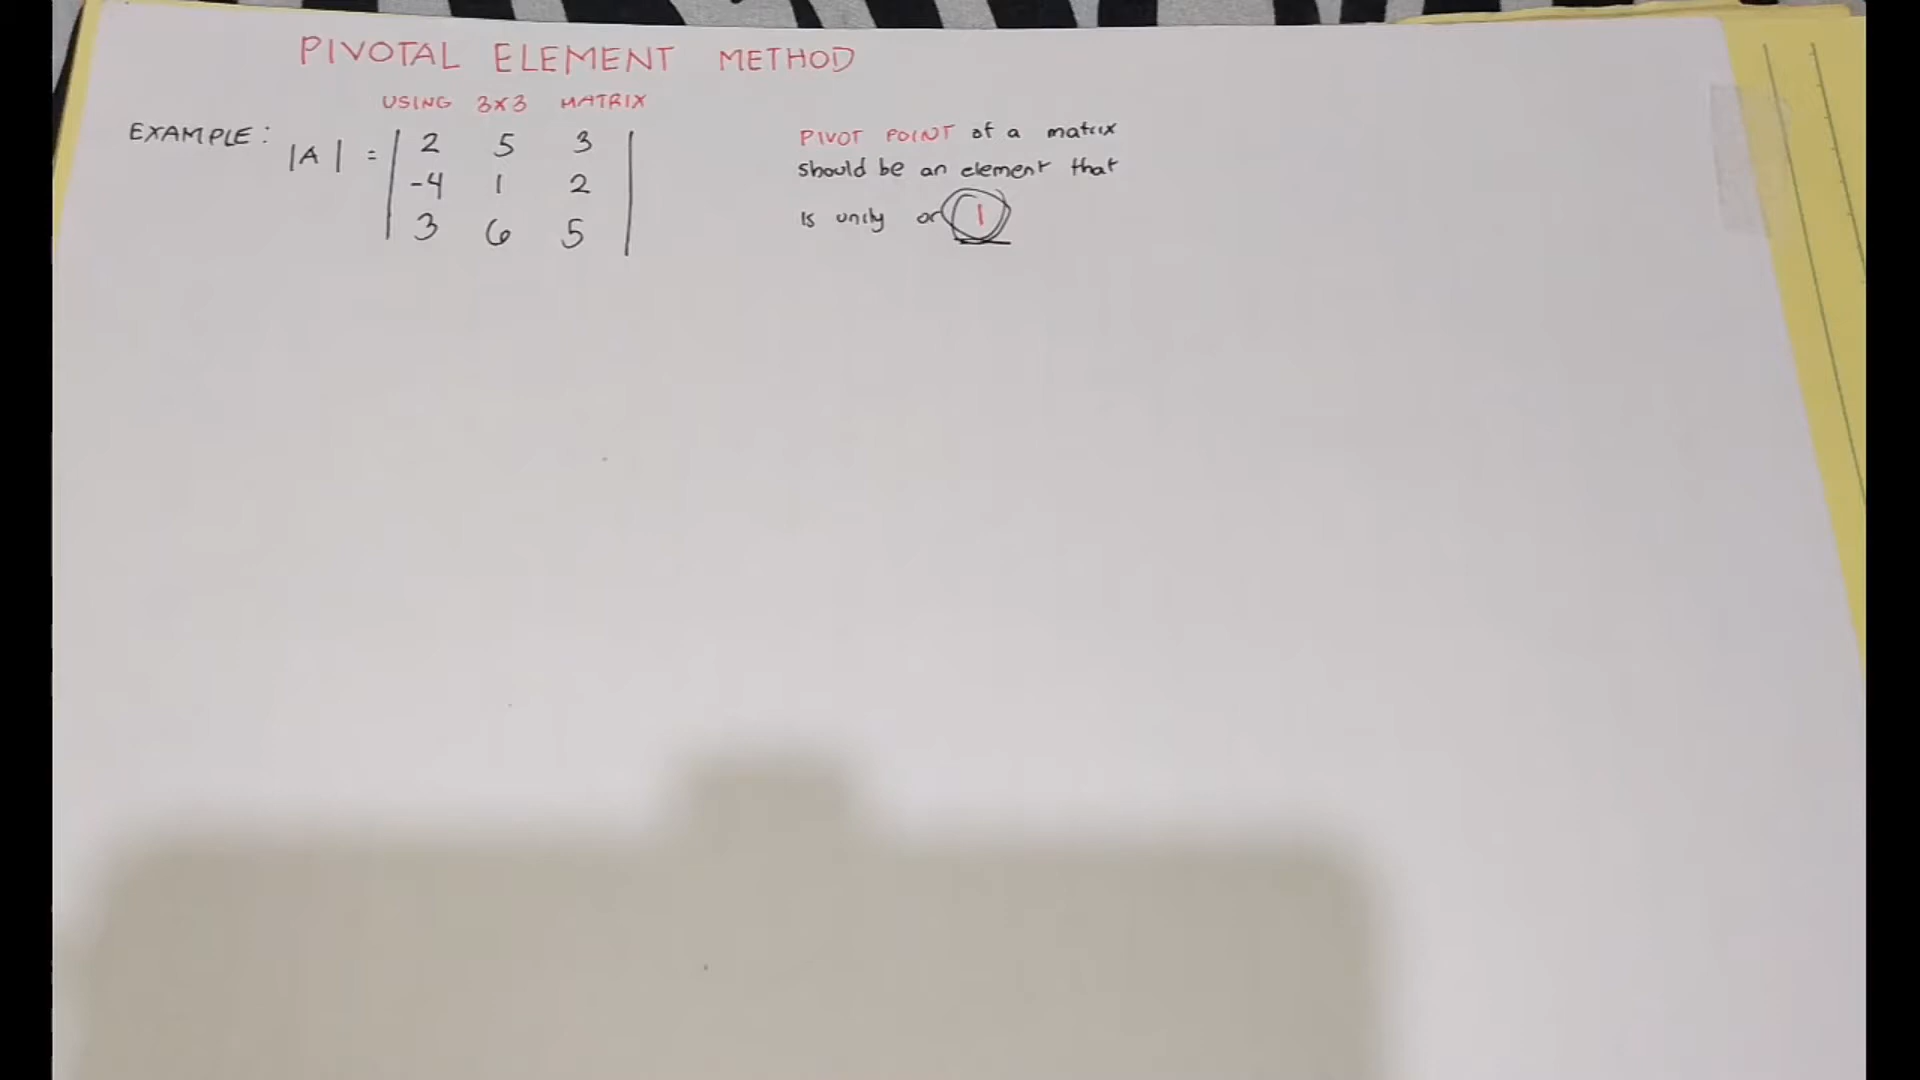 PIVOTAL ELEMENT METHOD
USING 3x3 MATRIX
EXAMPLE: |A| = | 2 5 3 |
-4 1 2
3 6 5
PIVOT POINT of a matrix
should be an element that
is unity or 1